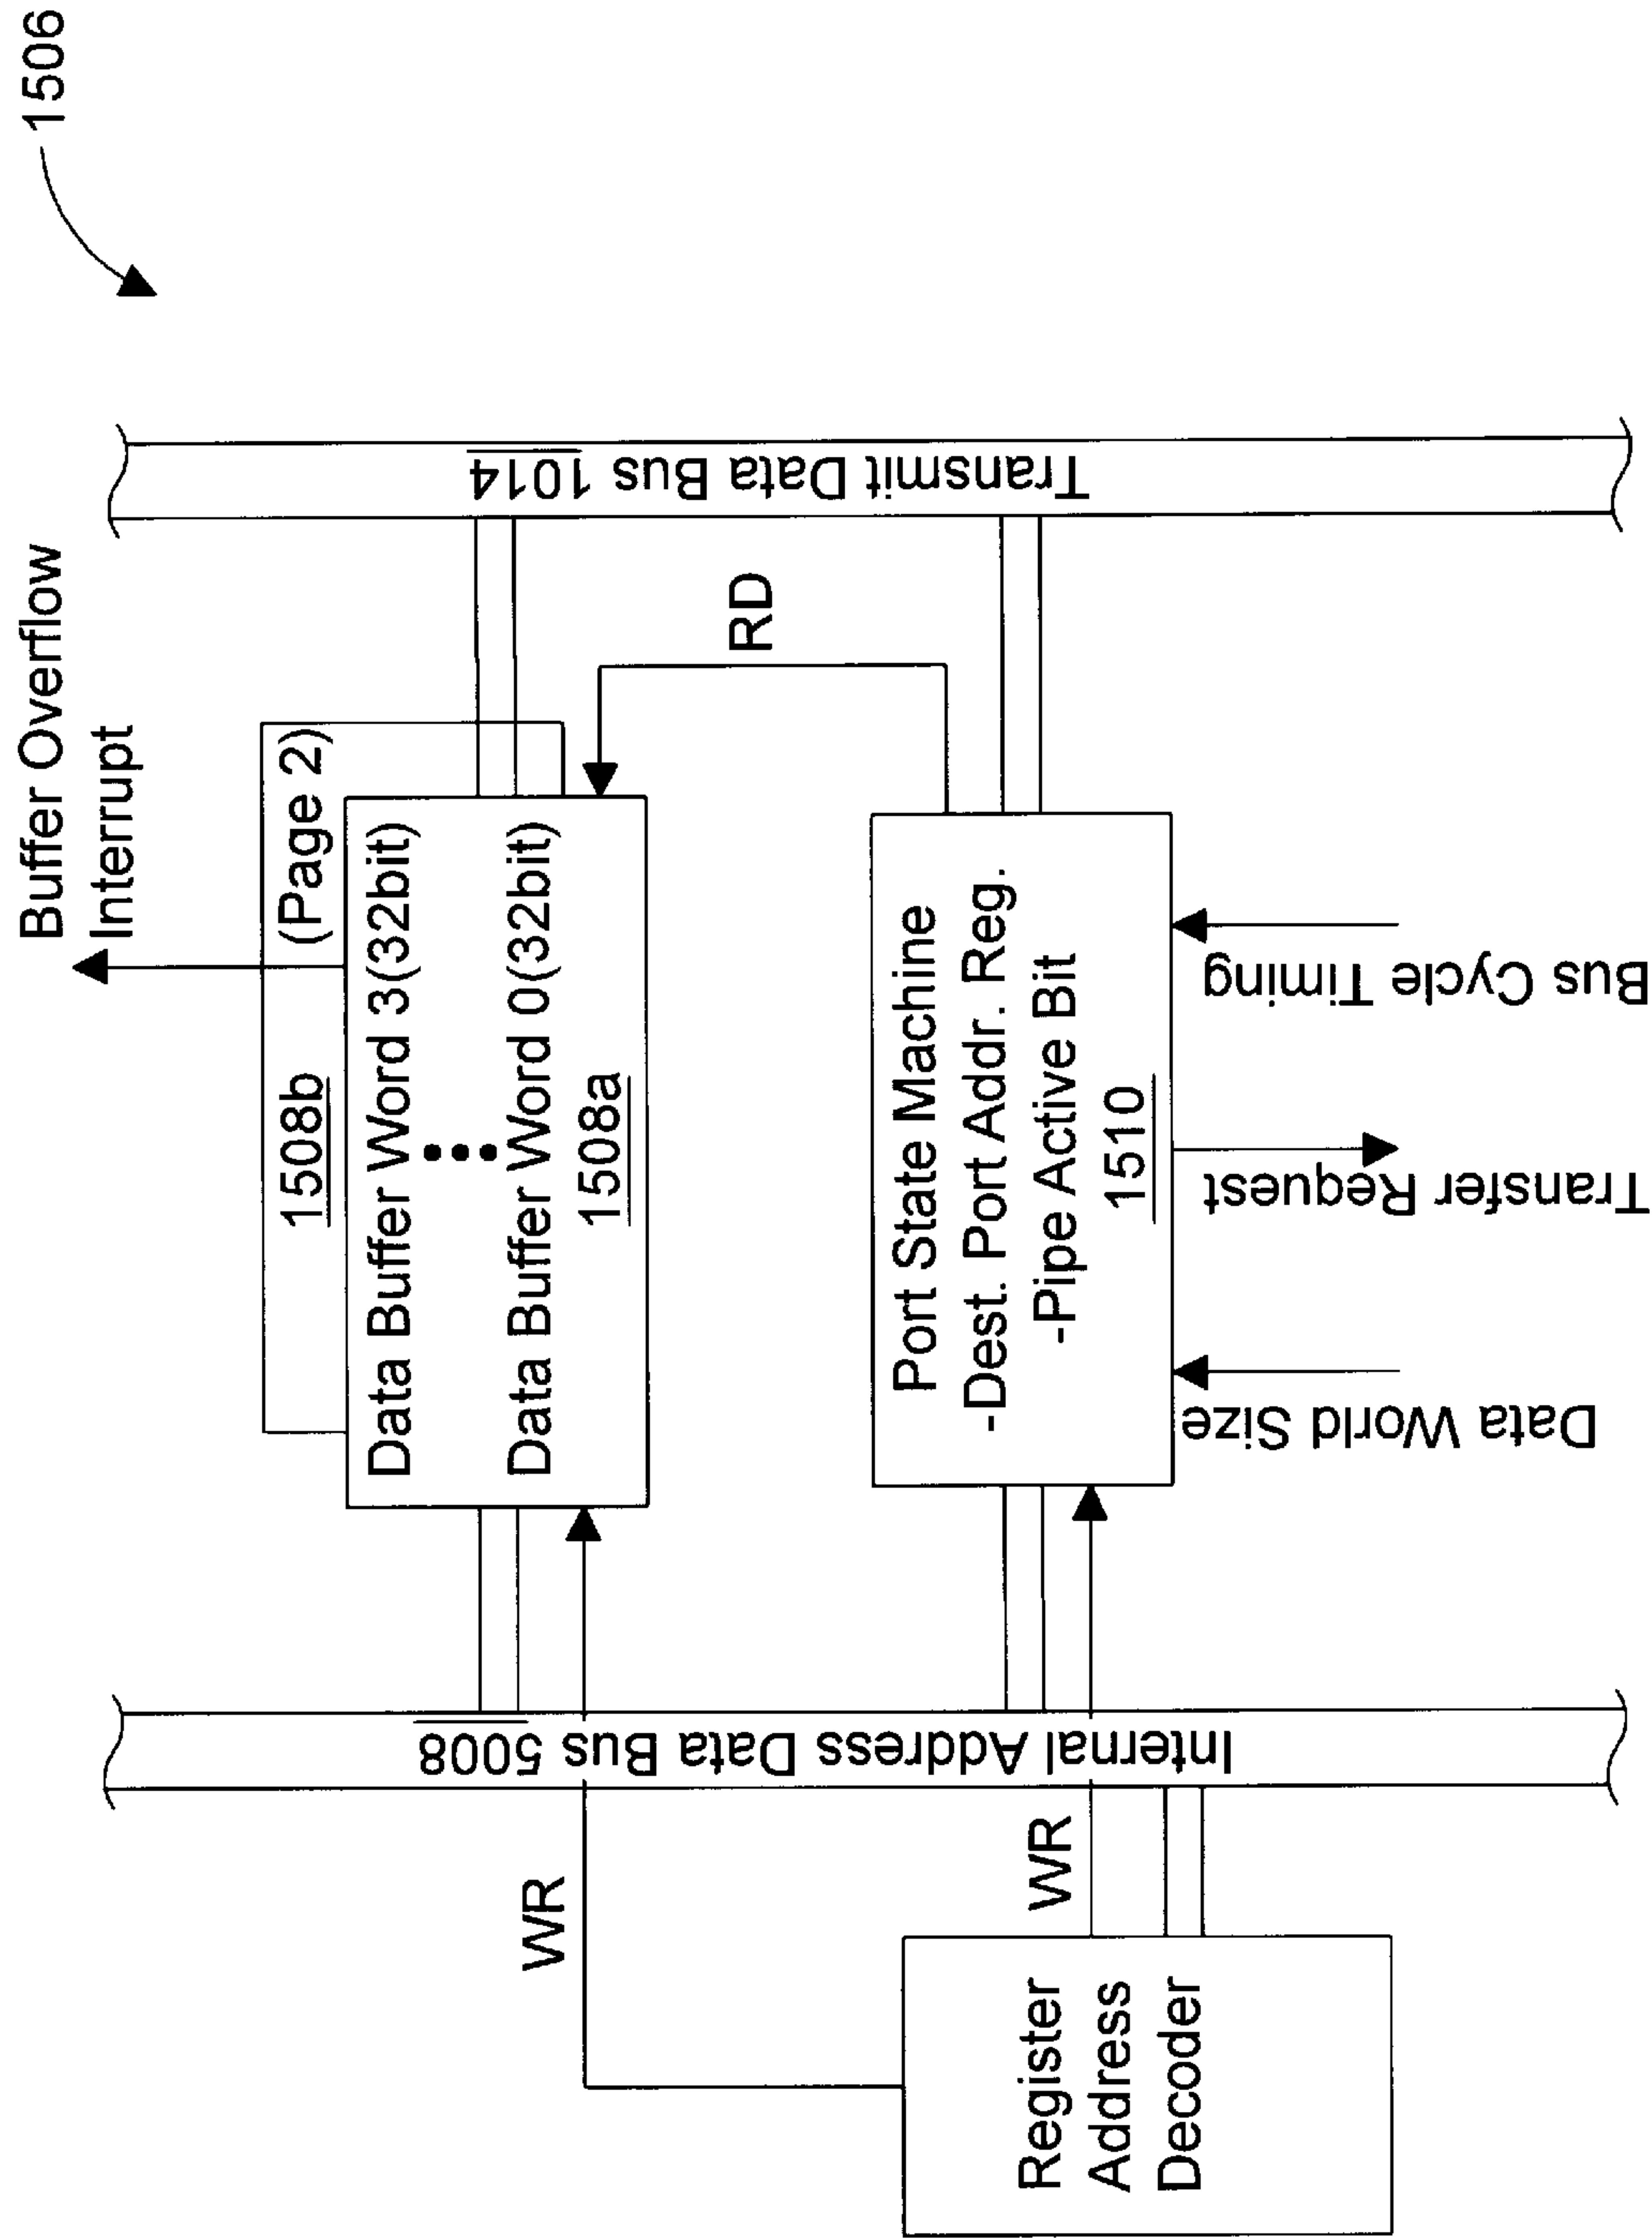 1506
Buffer Overflow
Interrupt
(Page 2)
1508b
Data Buffer Word 3(32bit)
Data Buffer Word 0(32bit)
1508a
RD
Transmit Data Bus 1014
Internal Address Data Bus 5008
WR
WR
Port State Machine
-Dest. Port Addr. Reg.
-Pipe Active Bit
1510
Register
Address
Decoder
Data World Size
Transfer Request
Bus Cycle Timing